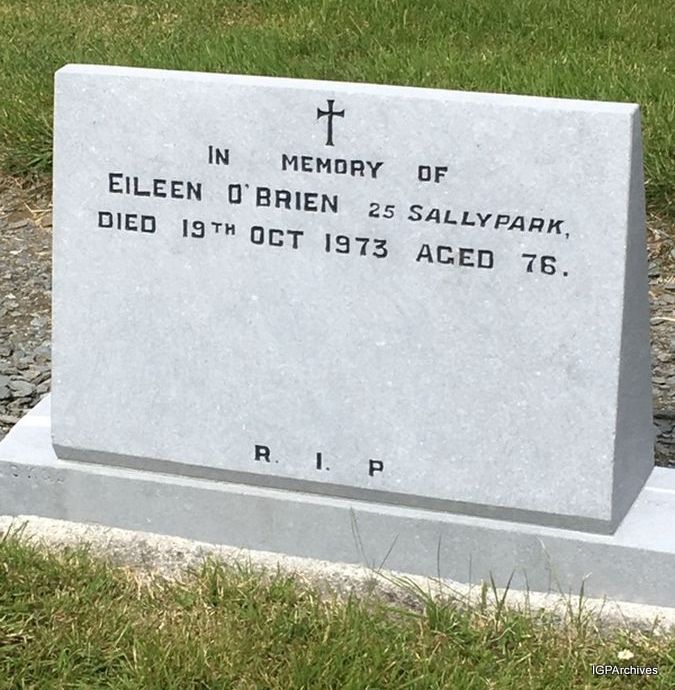 IN MEMORY OF
EILEEN O'BRIEN 25 SALLYPARK,
DIED 19TH OCT 1973 AGED 76.
R. I. P
IGPArchives